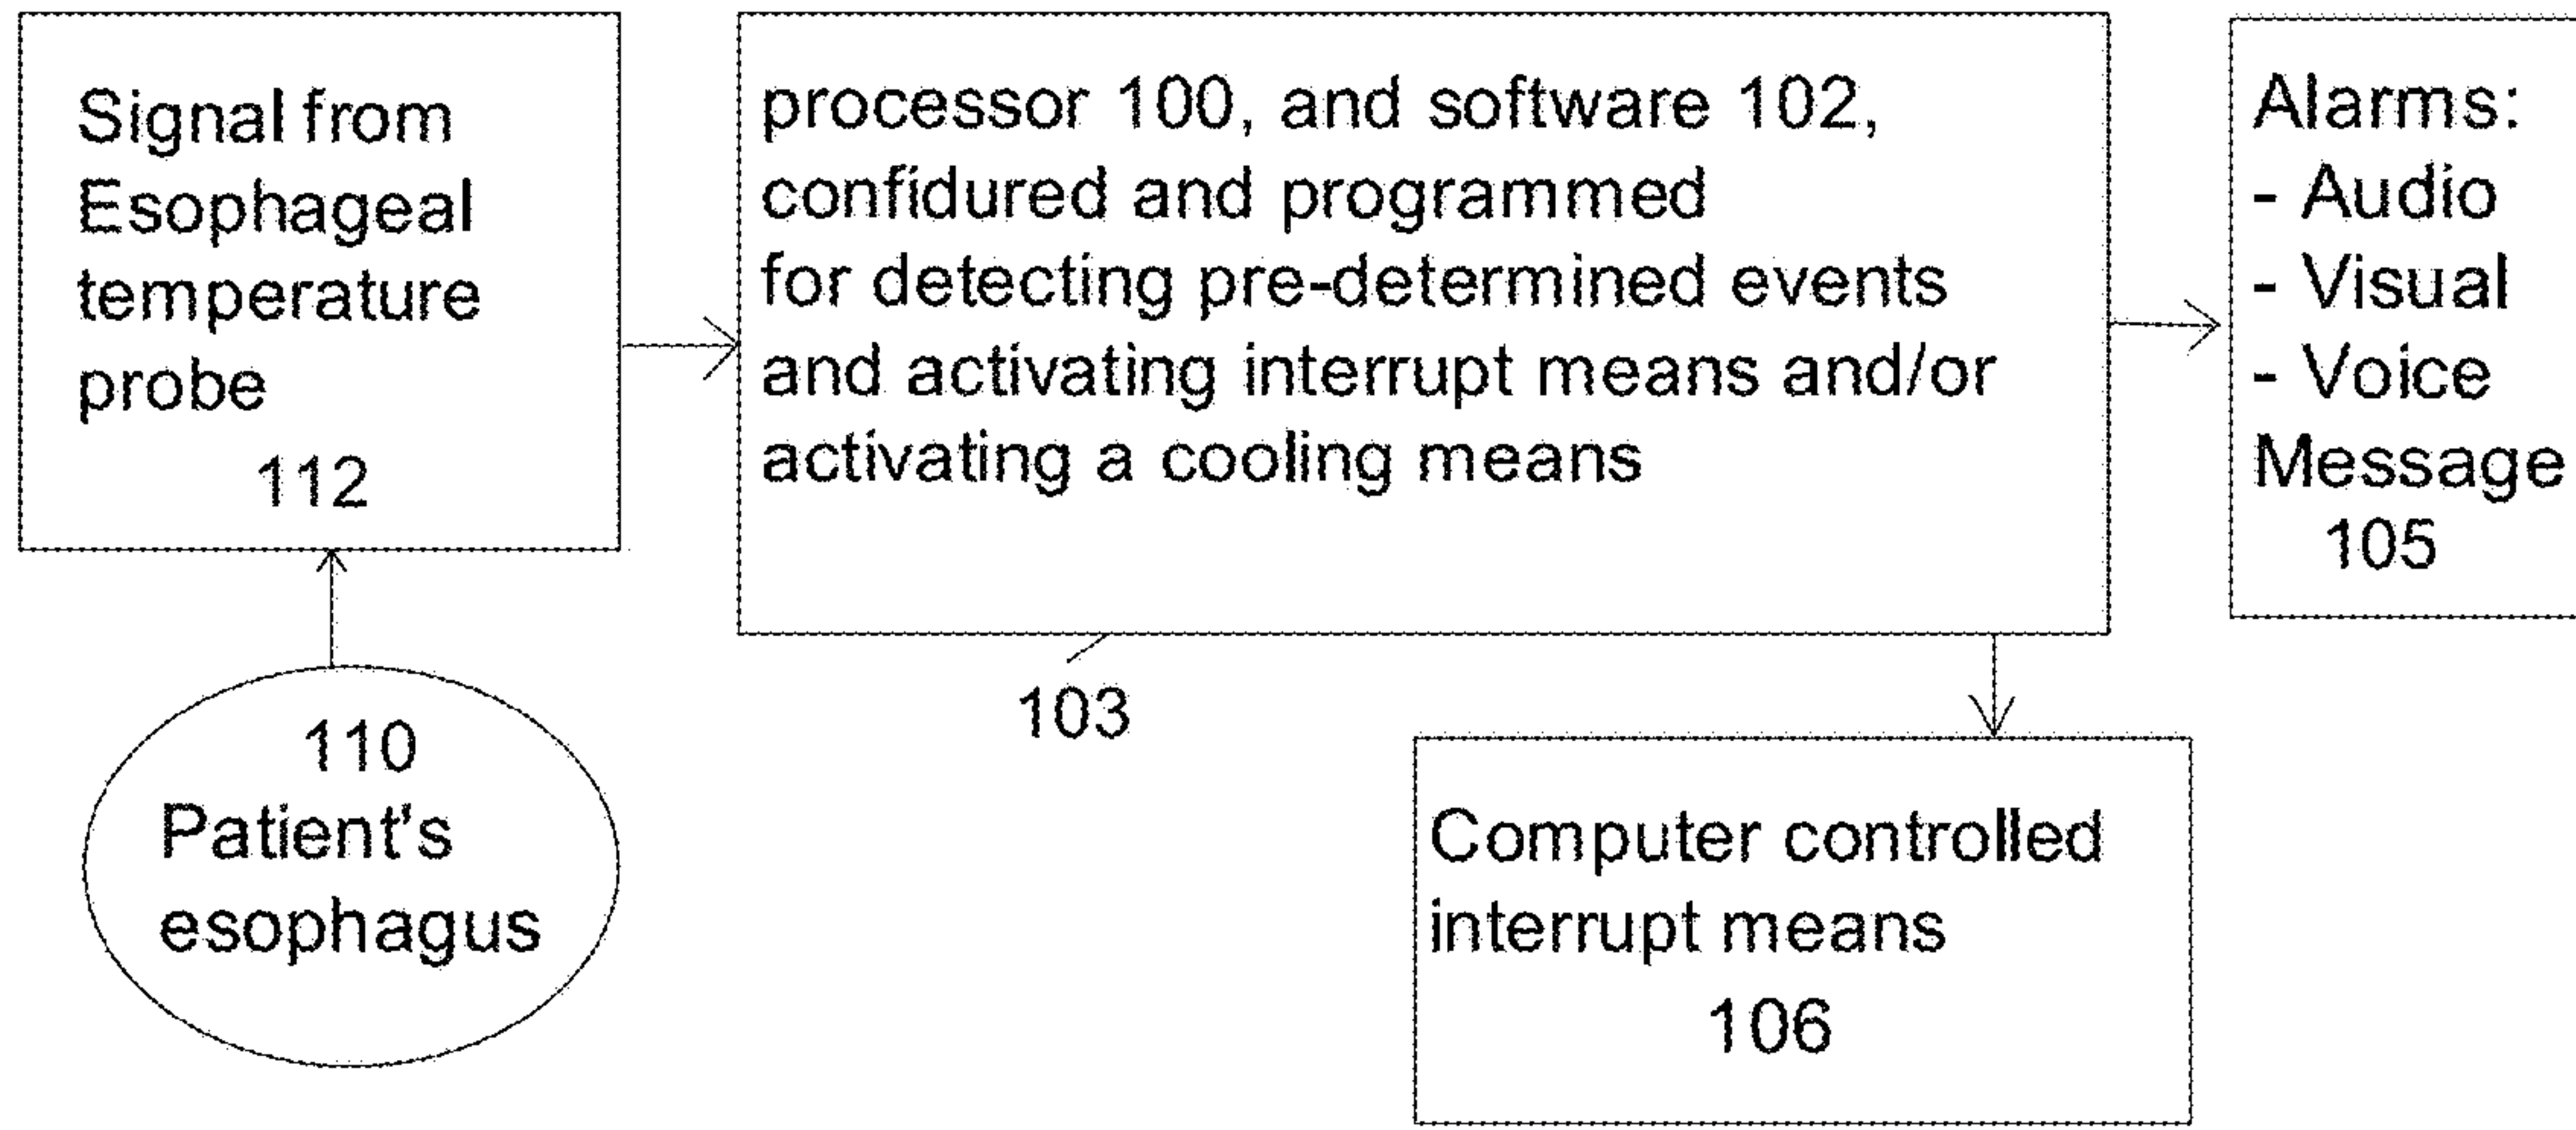 Signal from
Esophageal
temperature
probe
112
processor 100, and software 102,
confidured and programmed
for detecting pre-determined events
and activating interrupt means and/or
activating a cooling means
Alarms:
- Audio
- Visual
- Voice
Message
105
103
110
Patient's
esophagus
Computer controlled
interrupt means
106